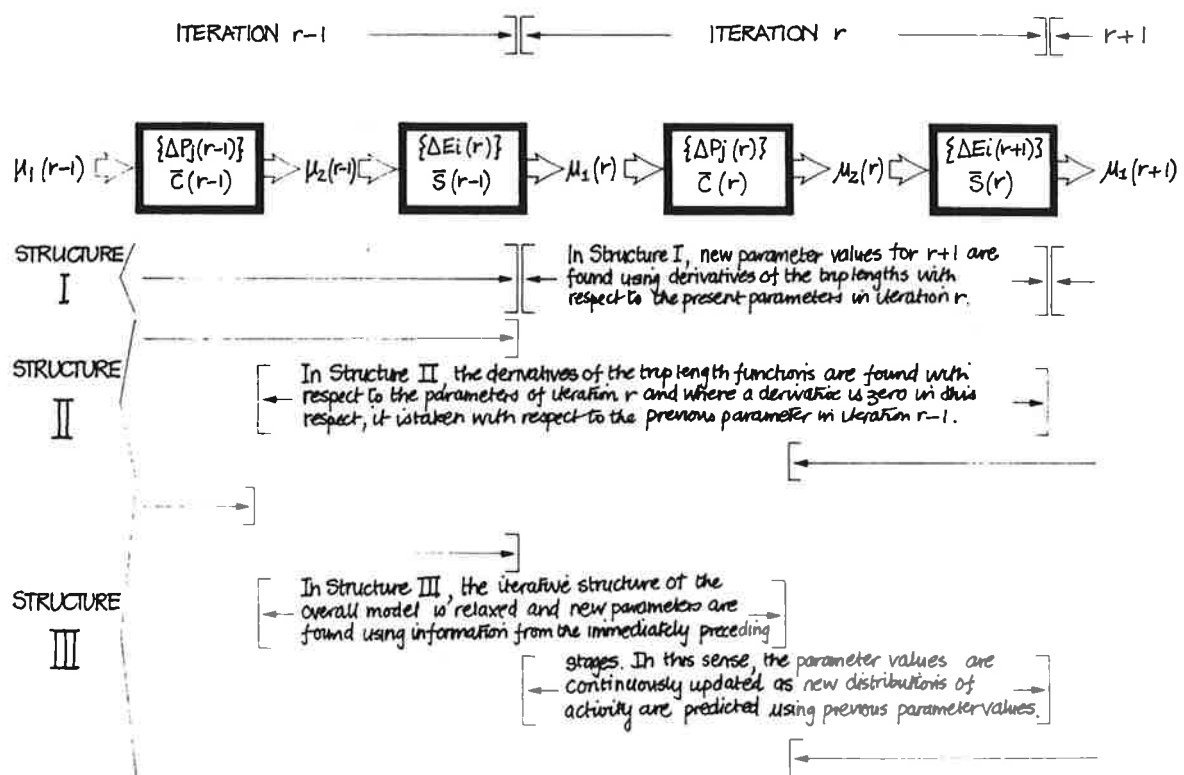 ITERATION r-1
ITERATION r
r+1
μ1(r-1)
{ΔPj(r-1)}
C̄(r-1)
μ2(r-1)
{ΔEi(r)}
S̄(r-1)
μ1(r)
{ΔPj(r)}
C̄(r)
μ2(r)
{ΔEi(r+1)}
S̄(r)
μ1(r+1)
STRUCTURE
I
In Structure I, new parameter values for r+1 are
found using derivatives of the trip lengths with
respect to the present parameters in iteration r.
STRUCTURE
II
In Structure II, the derivatives of the trip length functions are found with
respect to the parameters of iteration r and where a derivative is zero in this
respect, it is taken with respect to the previous parameter in iteration r-1.
STRUCTURE
III
In Structure III, the iterative structure of the
overall model is relaxed and new parameters are
found using information from the immediately preceding
stages. In this sense, the parameter values are
continuously updated as new distributions of
activity are predicted using previous parameter values.